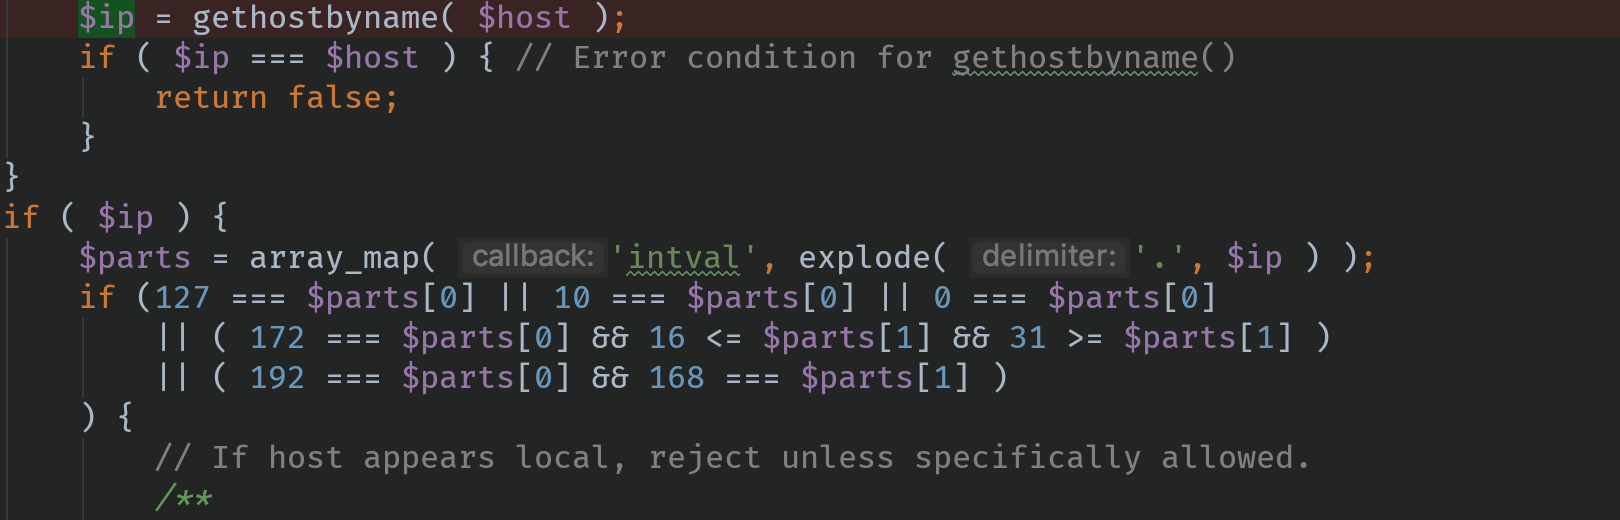 $ip = gethostbyname( $host );
if ( $ip === $host ) { // Error condition for gethostbyname()
return false;
}
}
if ( $ip ) {
$parts = array_map( callback: 'intval', explode( delimiter: '.', $ip ) );
if (127 === $parts[0] || 10 === $parts[0] || 0 === $parts[0]
|| ( 172 === $parts[0] && 16 <= $parts[1] && 31 >= $parts[1] )
|| ( 192 === $parts[0] && 168 === $parts[1] )
) {
// If host appears local, reject unless specifically allowed.
/**